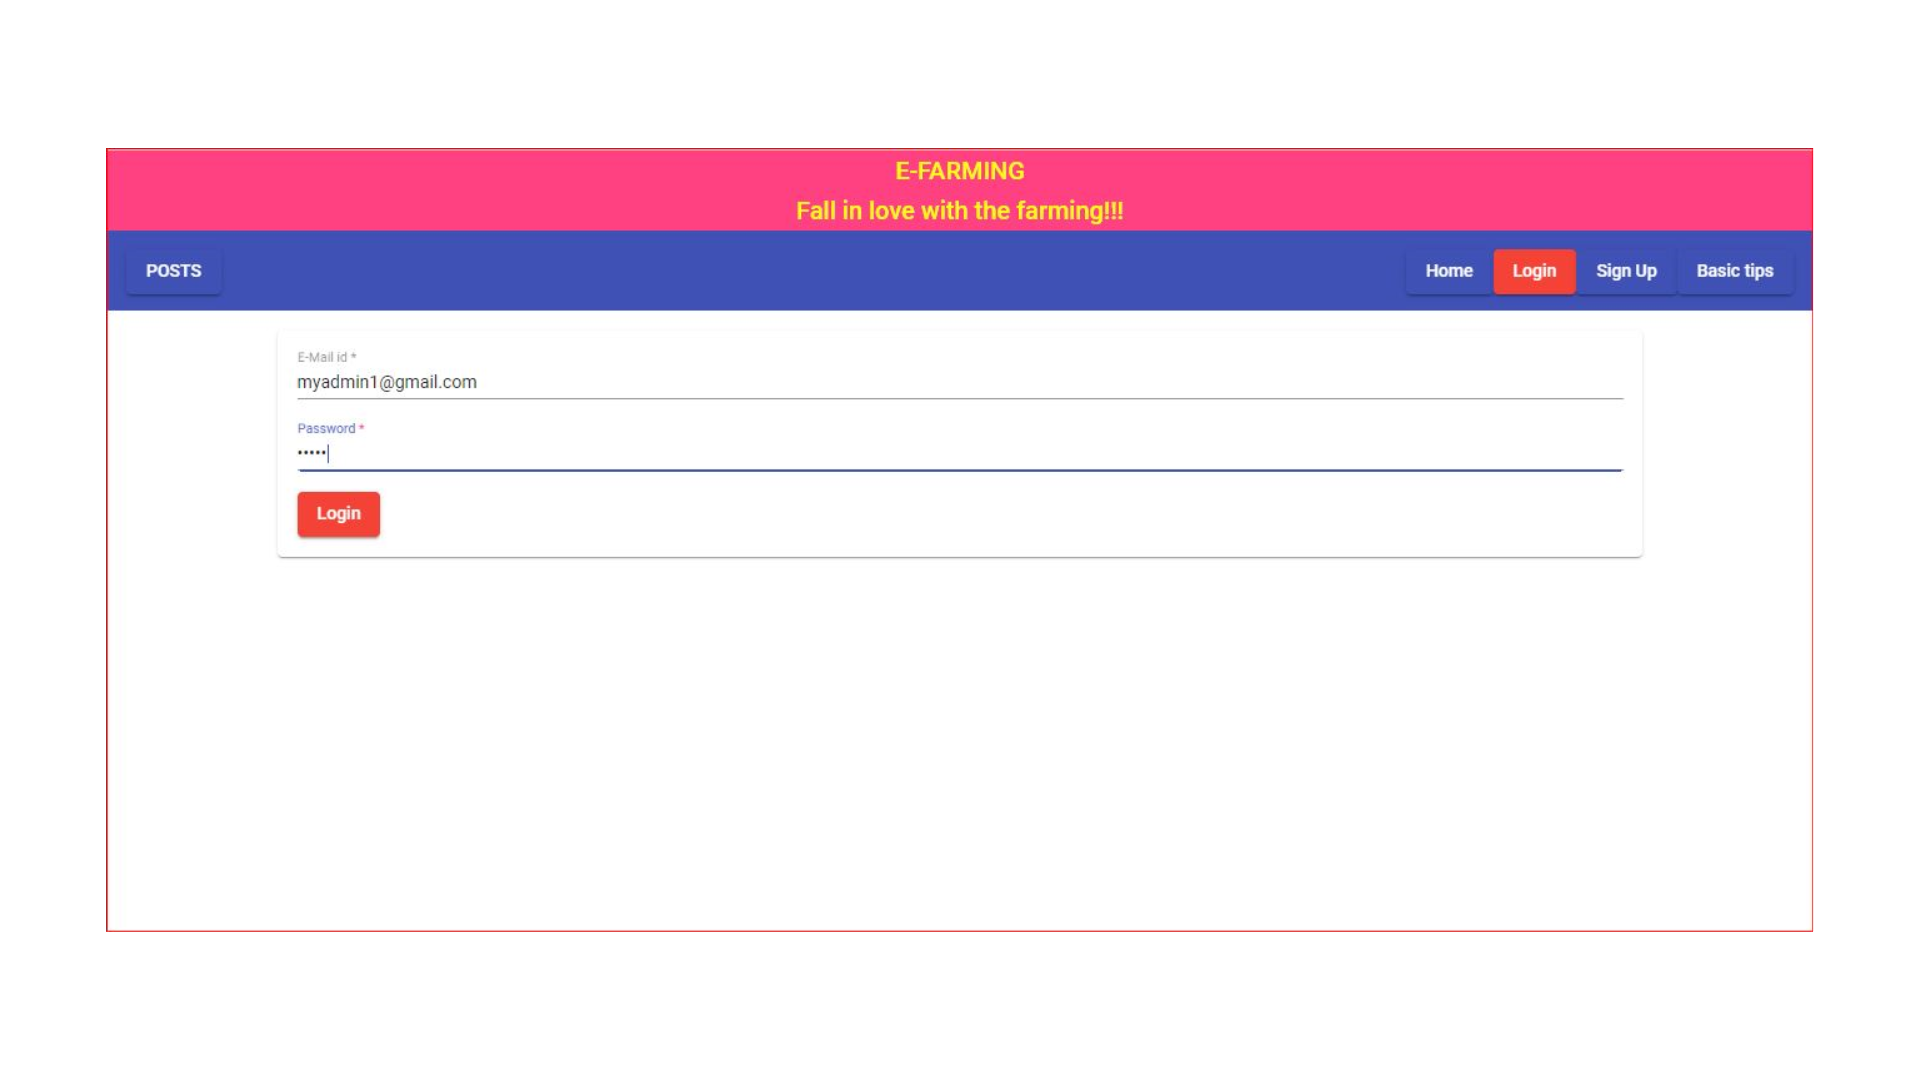 E-FARMING
Fall in love with the farming!!!
POSTS Home Login Sign Up Basic tips
E-Mail id *
myadmin1@gmail.com
Password *
•••••
Login